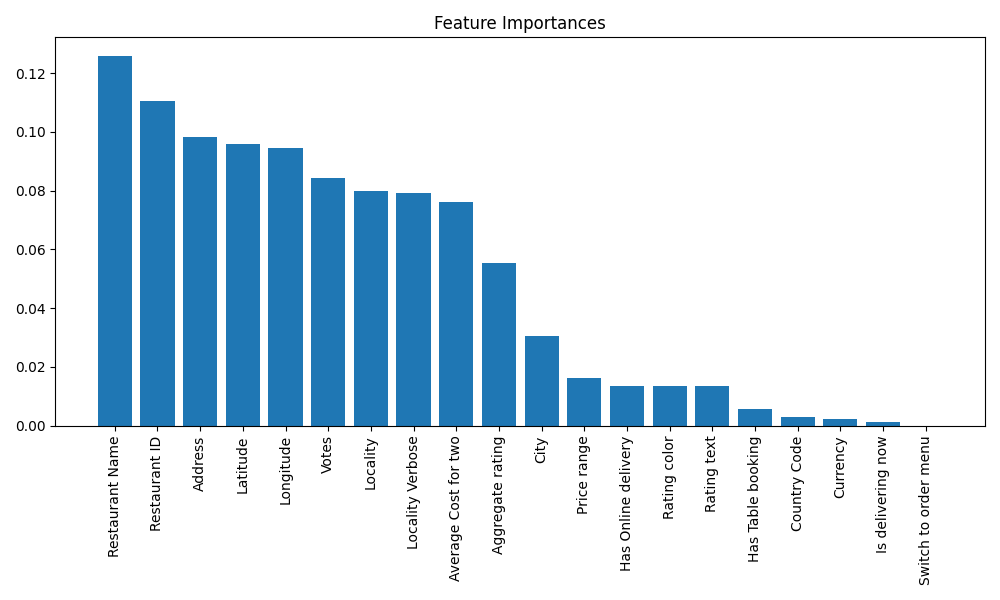 Feature Importances
0.12
0.10
0.08
0.06
0.04
0.02
0.00
Restaurant Name
Restaurant ID
Address
Latitude
Longitude
Votes
Locality
Locality Verbose
Average Cost for two
Aggregate rating
City
Price range
Has Online delivery
Rating color
Rating text
Has Table booking
Country Code
Currency
Is delivering now
Switch to order menu